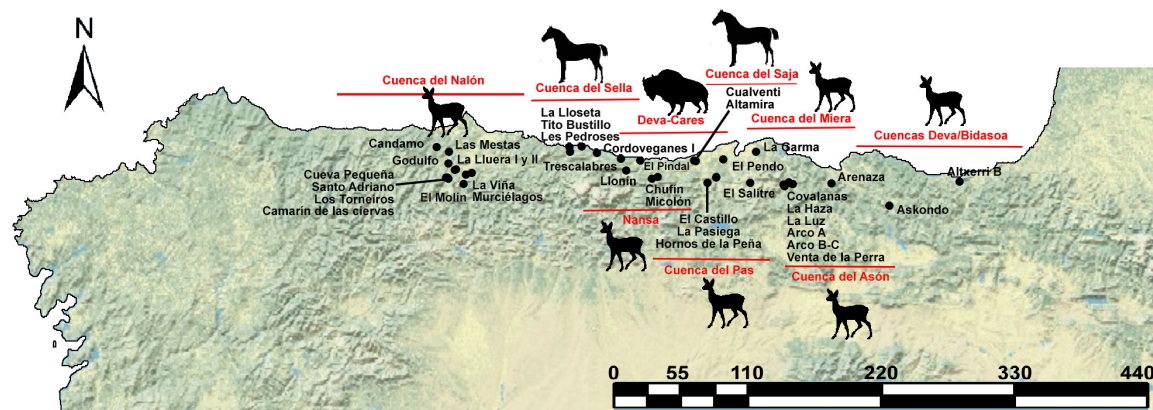 N
Cuenca del Nalón
Cuenca del Sella
Cuenca del Saja
Deva-Cares
Cuenca del Miera
Cuencas Deva/Bidasoa
Cualventi
Altamira
La Lloseta
Tito Bustillo
Les Pedroses
Candamo
Las Mestas
Godulfo
La Lluera I y II
Cueva Pequeña
Santo Adriano
Los Torneiros
Camarín de las ciervas
El Molín
La Viña
Murciélagos
Trescalabres
Cordoveganes I
Llonín
El Pindal
Chufín
Micolón
Nansa
El Pendo
La Garma
El Salitre
El Castillo
La Pasiega
Hornos de la Peña
Cuenca del Pas
Covalanas
La Haza
La Luz
Arco A
Arco B-C
Venta de la Perra
Cuenca del Asón
Arenaza
Askondo
Altxerri B
0 55 110 220 330 440